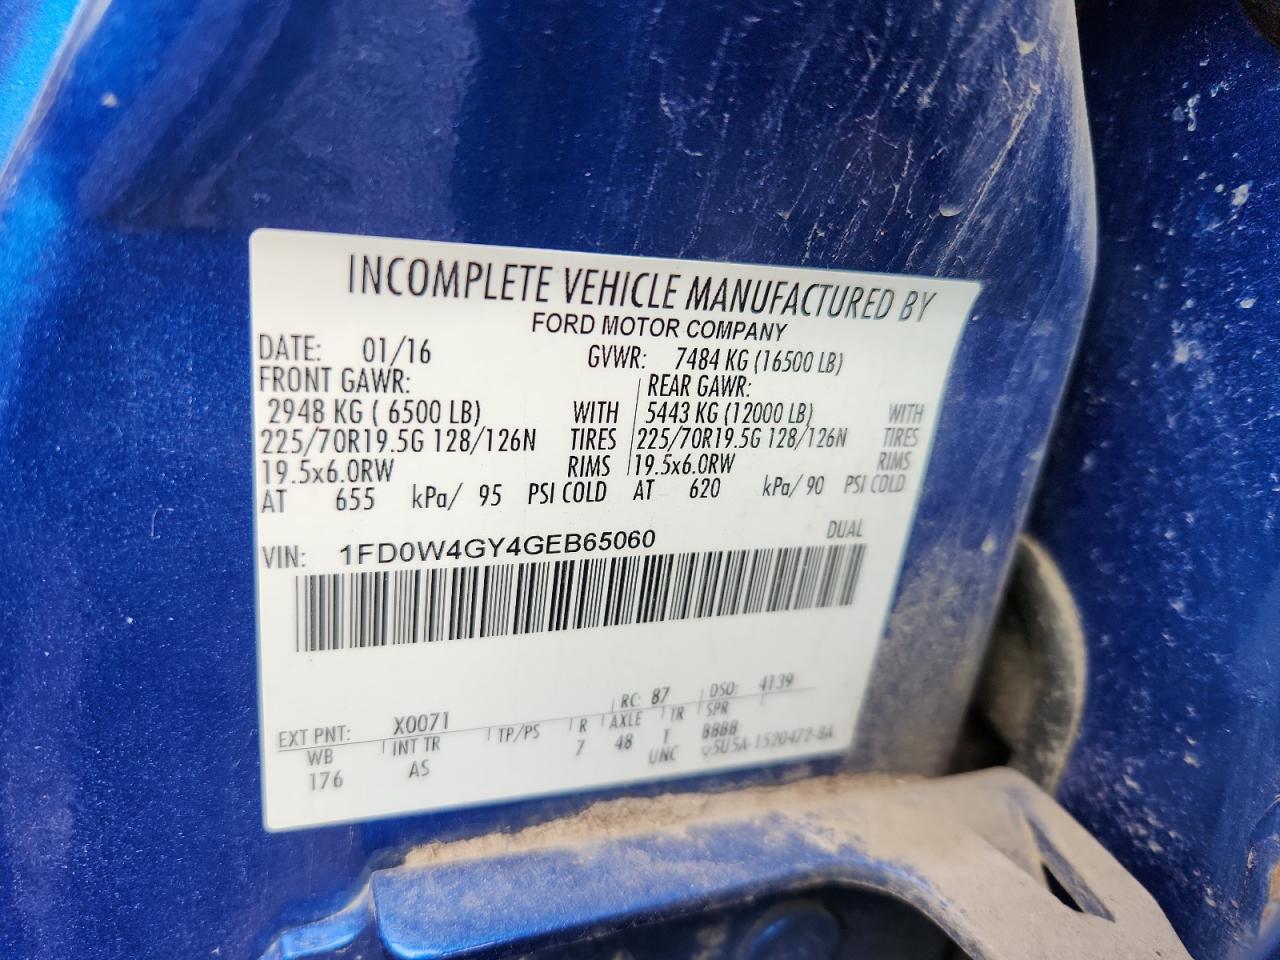 INCOMPLETE VEHICLE MANUFACTURED BY
FORD MOTOR COMPANY
DATE: 01/16 GVWR: 7484 KG (16500 LB)
FRONT GAWR: REAR GAWR:
2948 KG ( 6500 LB) WITH 5443 KG (12000 LB) WITH
225/70R19.5G 128/126N TIRES 225/70R19.5G 128/126N TIRES
19.5x6.0RW RIMS 19.5x6.0RW RIMS
AT 655 kPa/ 95 PSI COLD AT 620 kPa/ 90 PSI COLD
VIN: 1FD0W4GY4GEB65060 DUAL
EXT PNT: X0071 RC: 87 DSO: 4139
WB INT TR TP/PS R AXLE TR SPR
176 AS 7 48 T BBBB
UNC 5U5A-1520472-BA